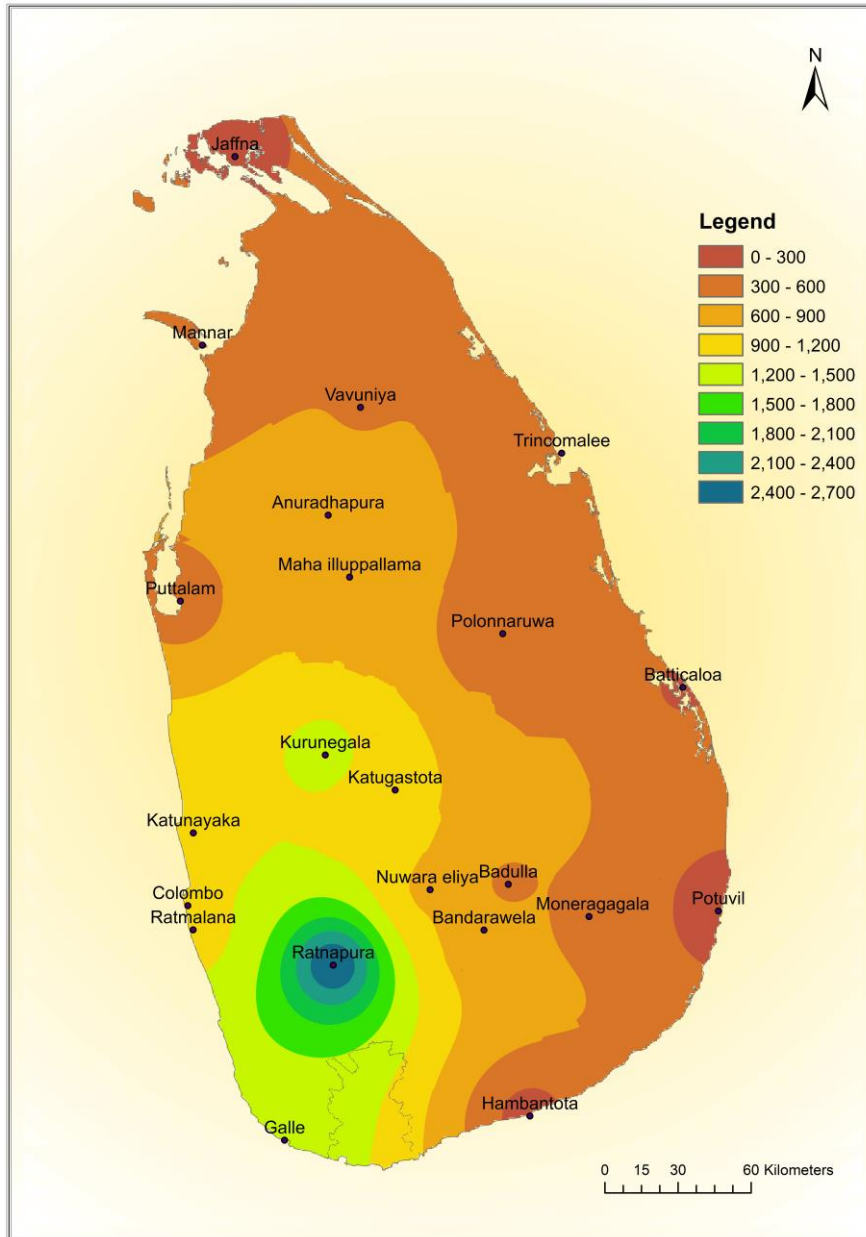 N
Jaffna
Legend
0 - 300
300 - 600
600 - 900
900 - 1,200
1,200 - 1,500
1,500 - 1,800
1,800 - 2,100
2,100 - 2,400
2,400 - 2,700
Mannar
Vavuniya
Trincomalee
Anuradhapura
Maha illuppallama
Puttalam
Polonnaruwa
Batticaloa
Kurunegala
Katugastota
Katunayaka
Nuwara eliya
Badulla
Colombo
Ratmalana
Bandarawela
Moneragagala
Potuvil
Ratnapura
Hambantota
Galle
0 15 30 60 Kilometers